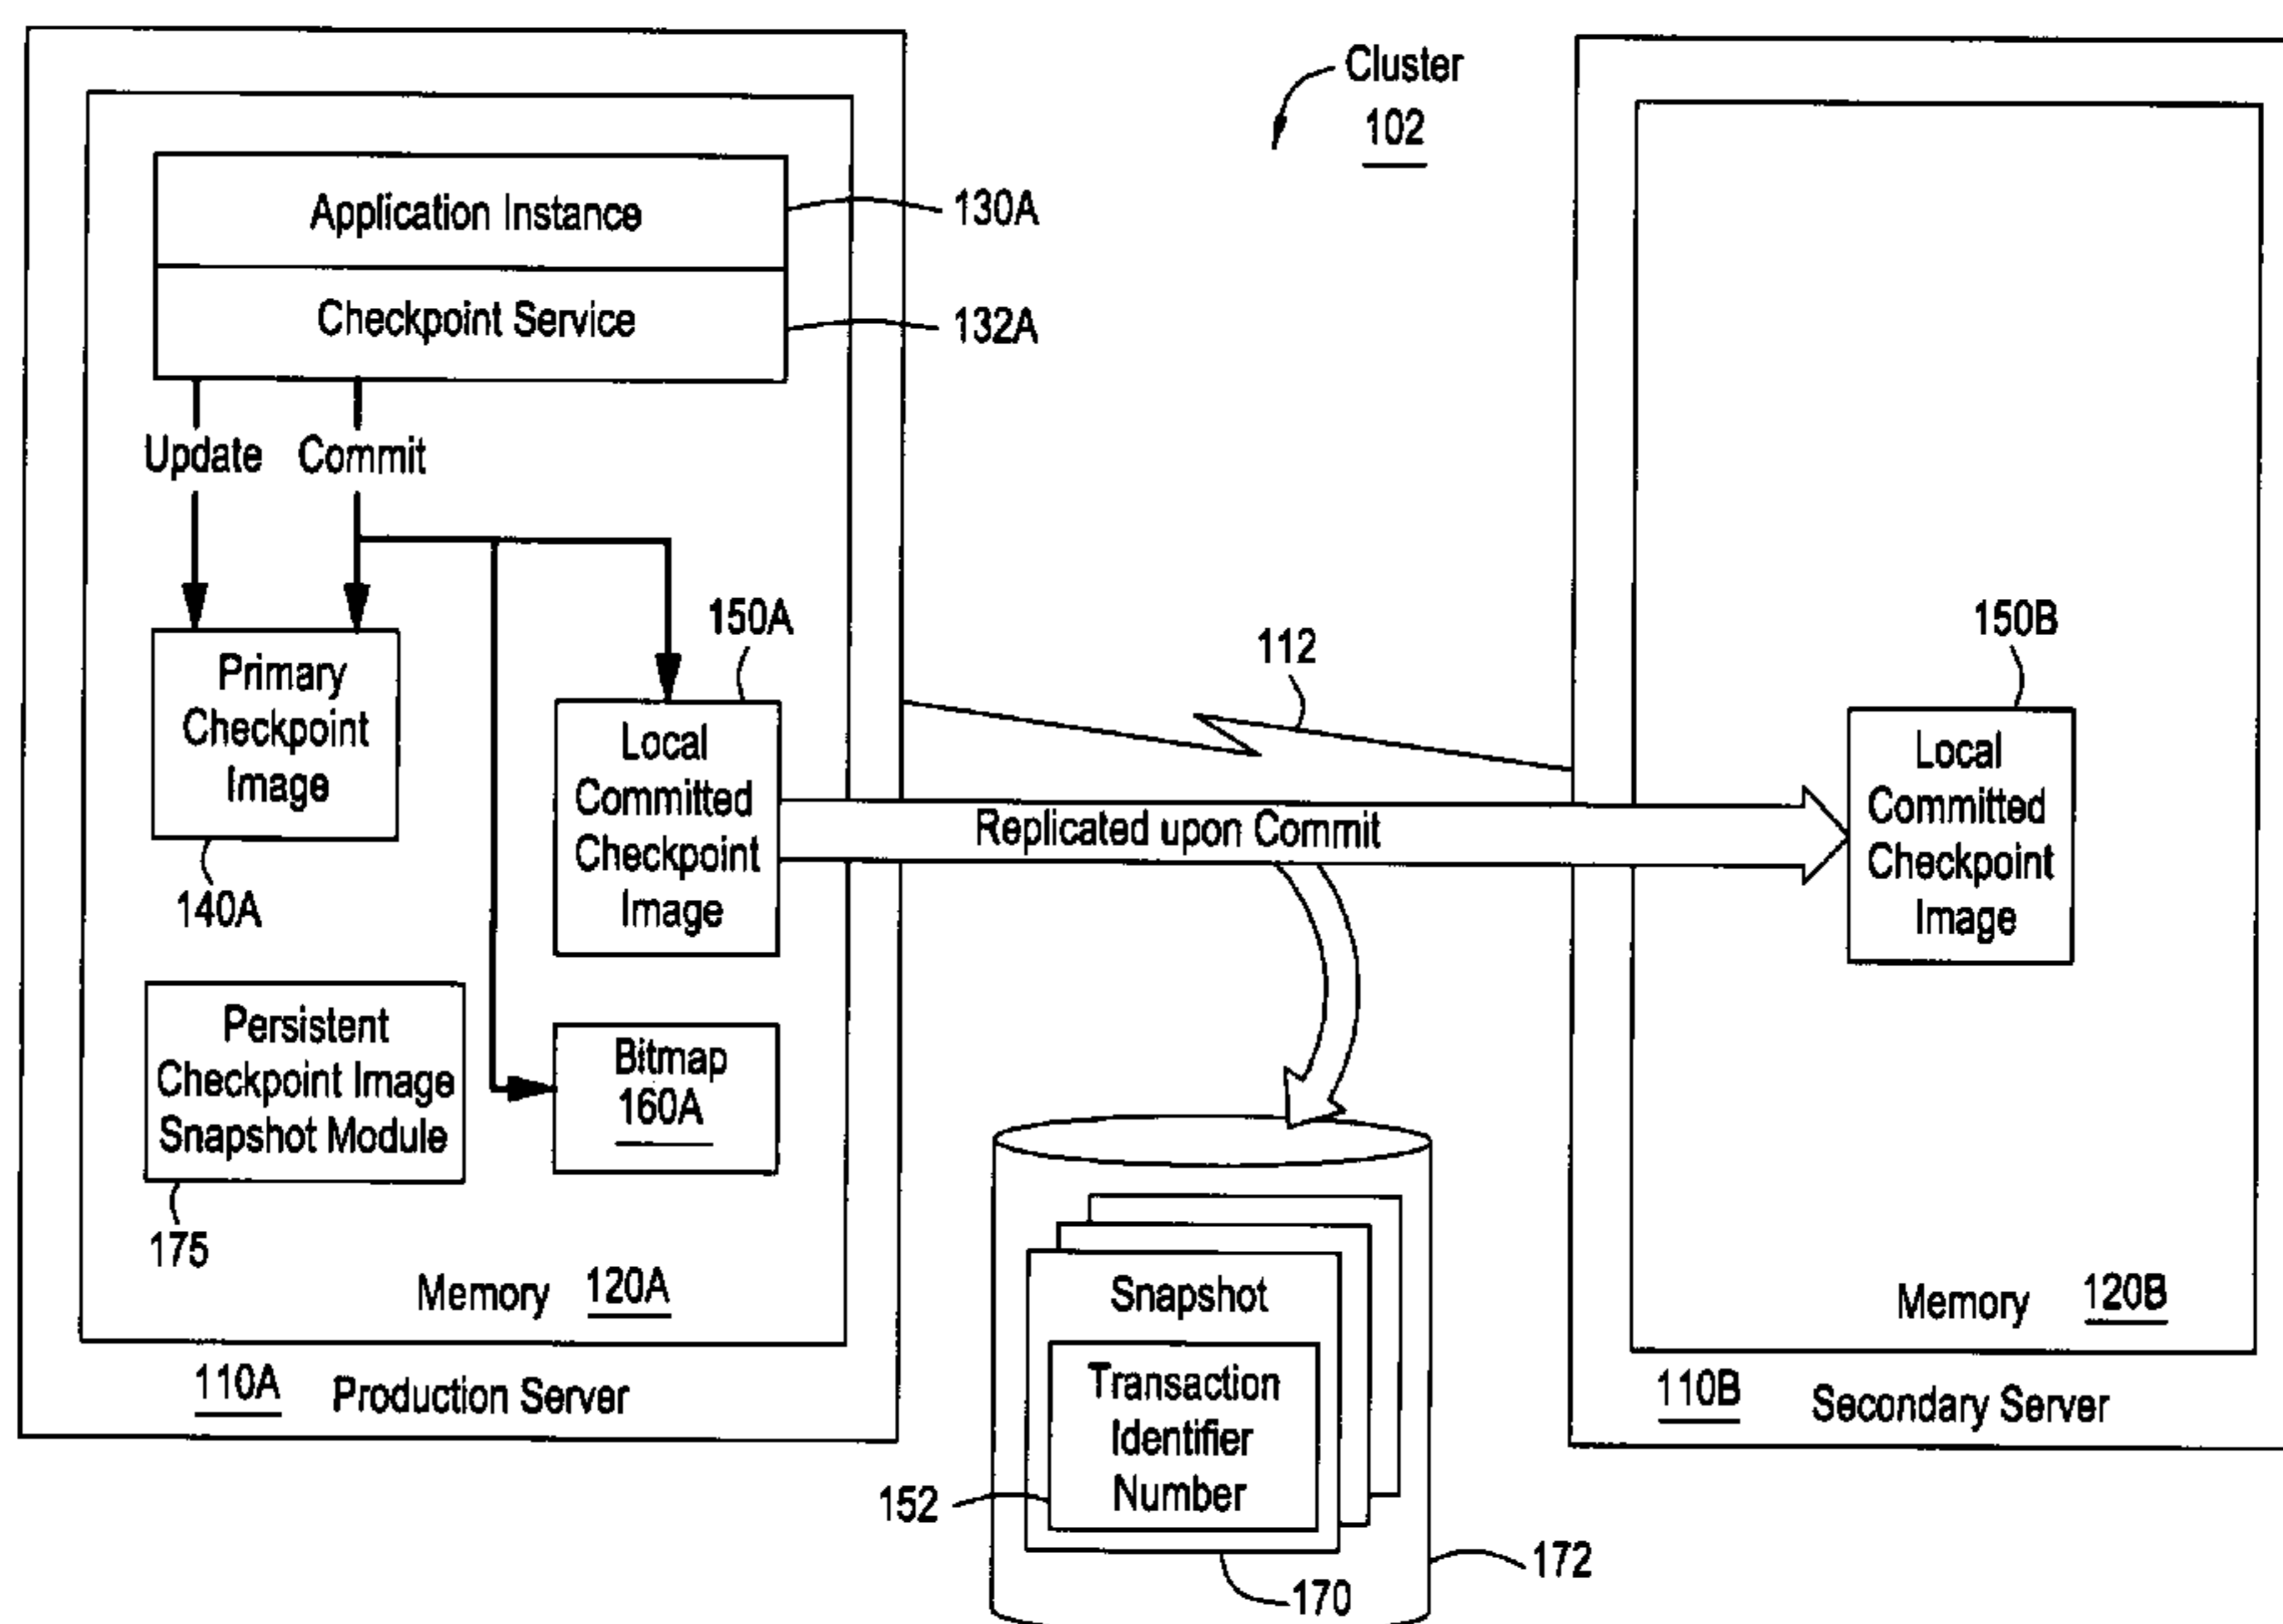 Cluster
102
Application Instance
130A
Checkpoint Service
132A
Update Commit
150A
Primary
Checkpoint
Image
140A
Local
Committed
Checkpoint
Image
112
150B
Local
Committed
Checkpoint
Image
Replicated upon Commit
Persistent
Checkpoint Image
Snapshot Module
175
Bitmap
160A
Memory 120A
110A Production Server
Snapshot
Transaction
Identifier
Number
152
170
172
Memory 120B
110B Secondary Server